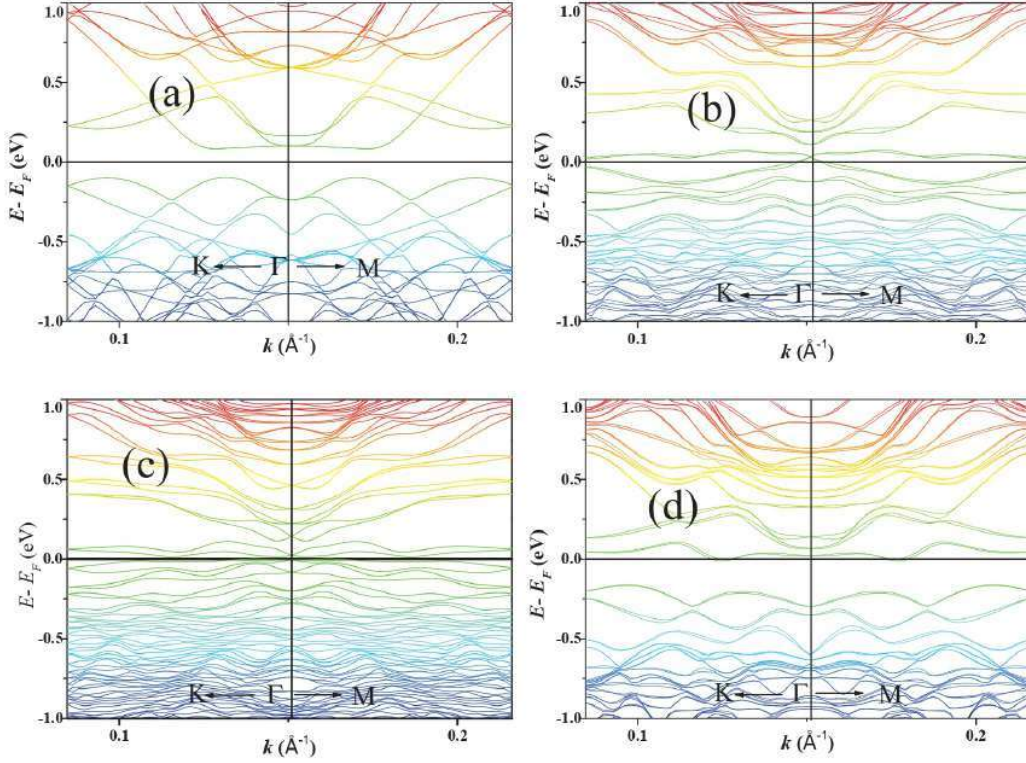 1.0
0.5
0.0
-0.5
-1.0
E- E_F (eV)
(a)
K ← Γ → M
0.1
0.2
k (Å⁻¹)
1.0
0.5
0.0
-0.5
-1.0
E- E_F (eV)
(b)
K ← Γ → M
0.1
0.2
k (Å⁻¹)
1.0
0.5
0.0
-0.5
-1.0
E- E_F (eV)
(c)
K ← Γ → M
0.1
0.2
k (Å⁻¹)
1.0
0.5
0.0
-0.5
-1.0
E- E_F (eV)
(d)
K ← Γ → M
0.1
0.2
k (Å⁻¹)